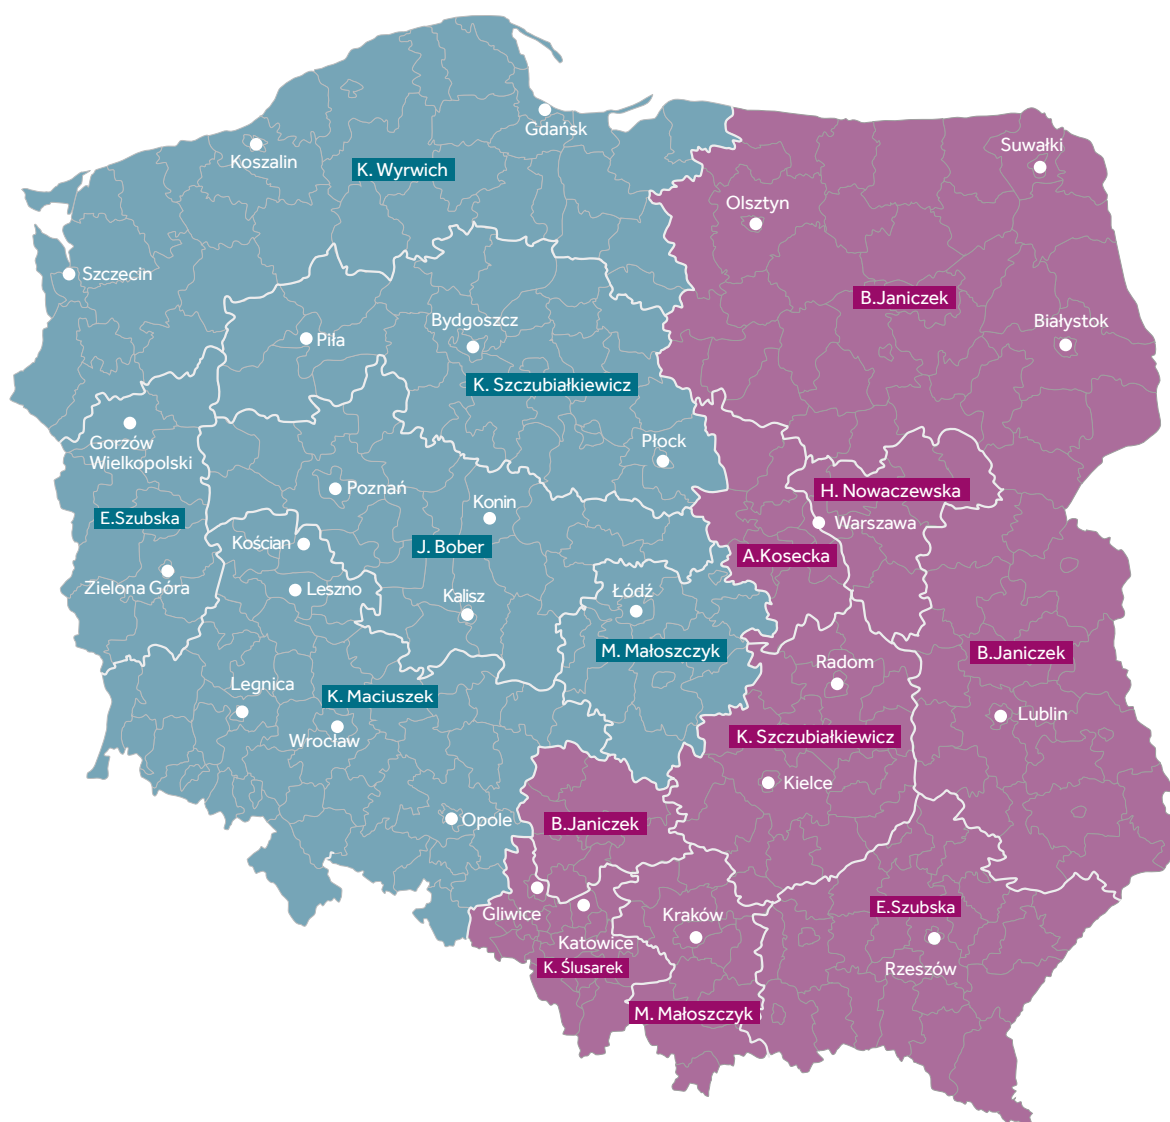 Gdańsk
Koszalin
K. Wyrwich
Suwałki
Olsztyn
Szczecin
B.Janiczek
Bydgoszcz
Białystok
Piła
K. Szczubiałkiewicz
Gorzów
Wielkopolski
Płock
Poznań
Konin
H. Nowaczewska
E.Szubska
Warszawa
Kościan
J. Bober
A.Kosecka
Zielona Góra
Leszno
Kalisz
Łódź
M. Małoszczyk
B.Janiczek
Radom
Legnica
K. Maciuszek
Lublin
Wrocław
K. Szczubiałkiewicz
Kielce
Opole
B.Janiczek
Gliwice
Kraków
E.Szubska
Katowice
K. Ślusarek
Rzeszów
M. Małoszczyk